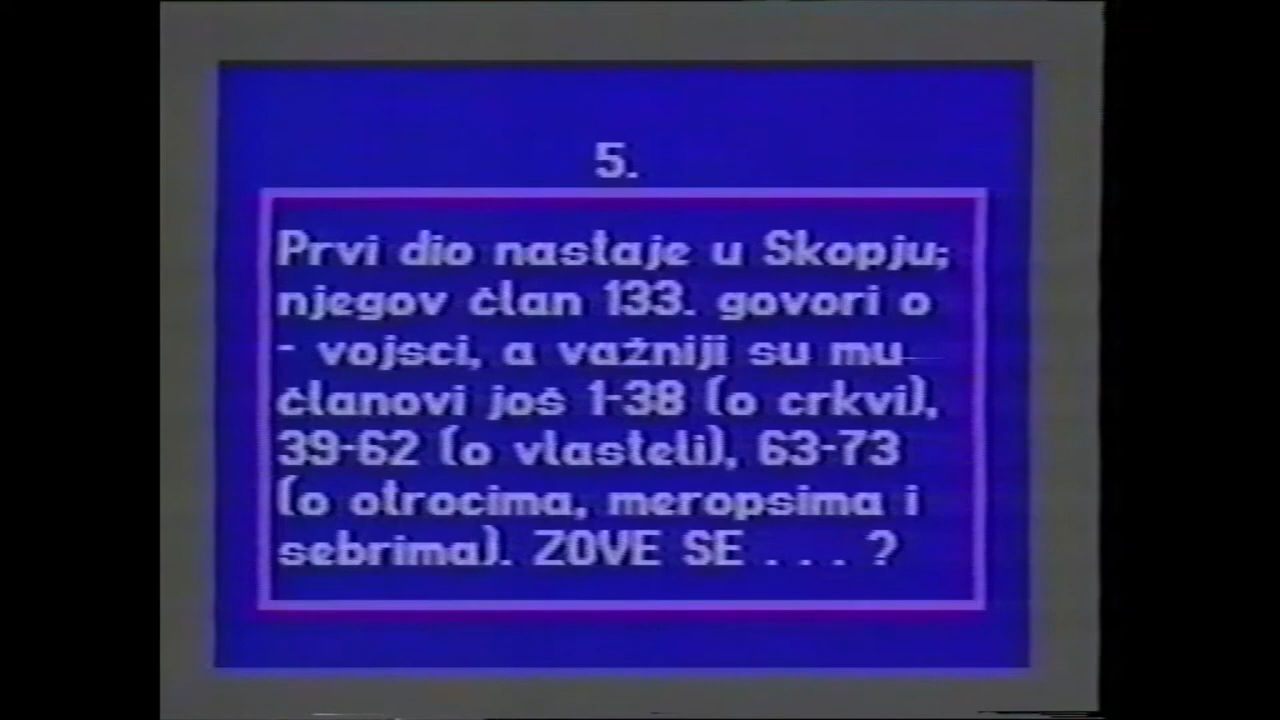 5.
Prvi dio nastaje u Skopju;
njegov član 133. govori o
- vojsci, a važniji su mu
članovi još 1-38 (o crkvi),
39-62 (o vlasteli), 63-73
(o otrocima, meropsima i
sebrima). ZOVE SE . . . ?